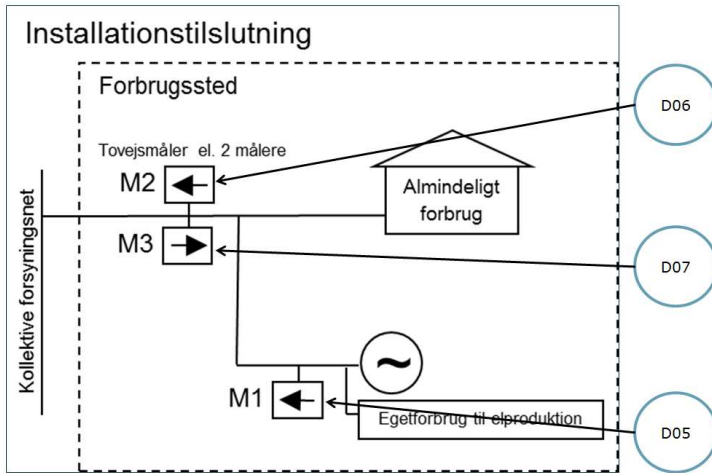 Installationstilslutning
Forbrugssted
D06
Tovejsmåler el. 2 målere
M2
Almindeligt
forbrug
M3
D07
Kollektive forsyningsnet
~
M1
Egetforbrug til elproduktion
D05